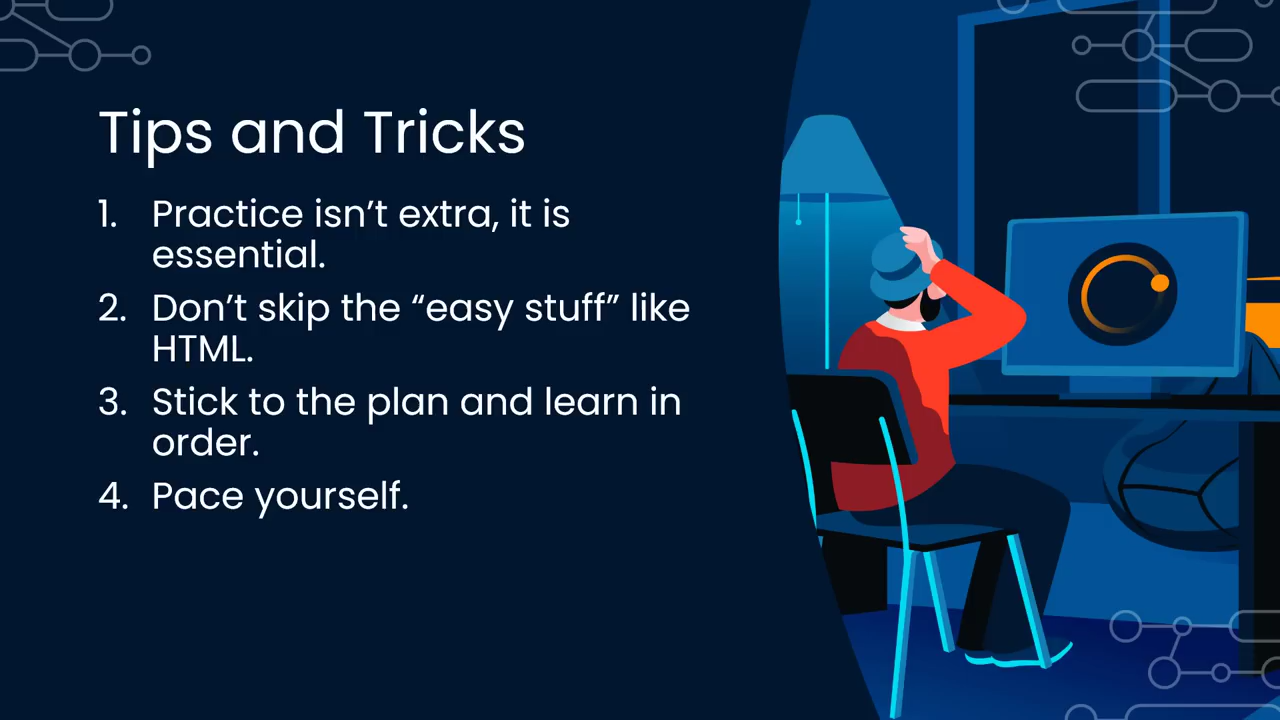 Tips and Tricks
1. Practice isn’t extra, it is
essential.
2. Don’t skip the “easy stuff” like
HTML.
3. Stick to the plan and learn in
order.
4. Pace yourself.